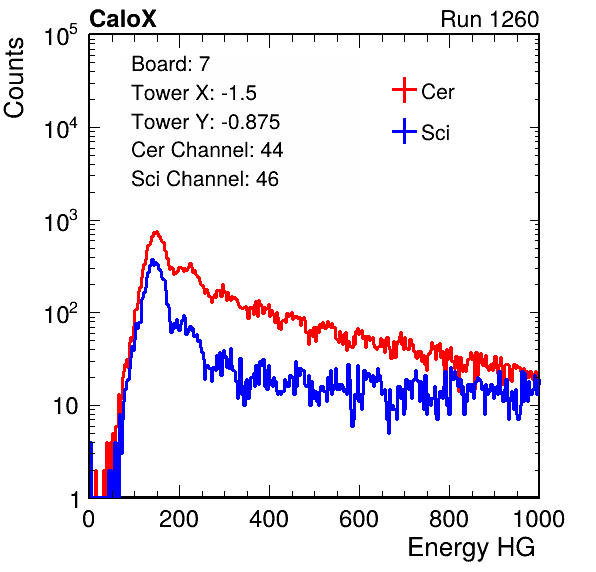 CaloX Run 1260
Board: 7
Tower X: -1.5
Tower Y: -0.875
Cer Channel: 44
Sci Channel: 46
Cer
Sci
Counts
10^5
10^4
10^3
10^2
10
1
0 200 400 600 800 1000
Energy HG